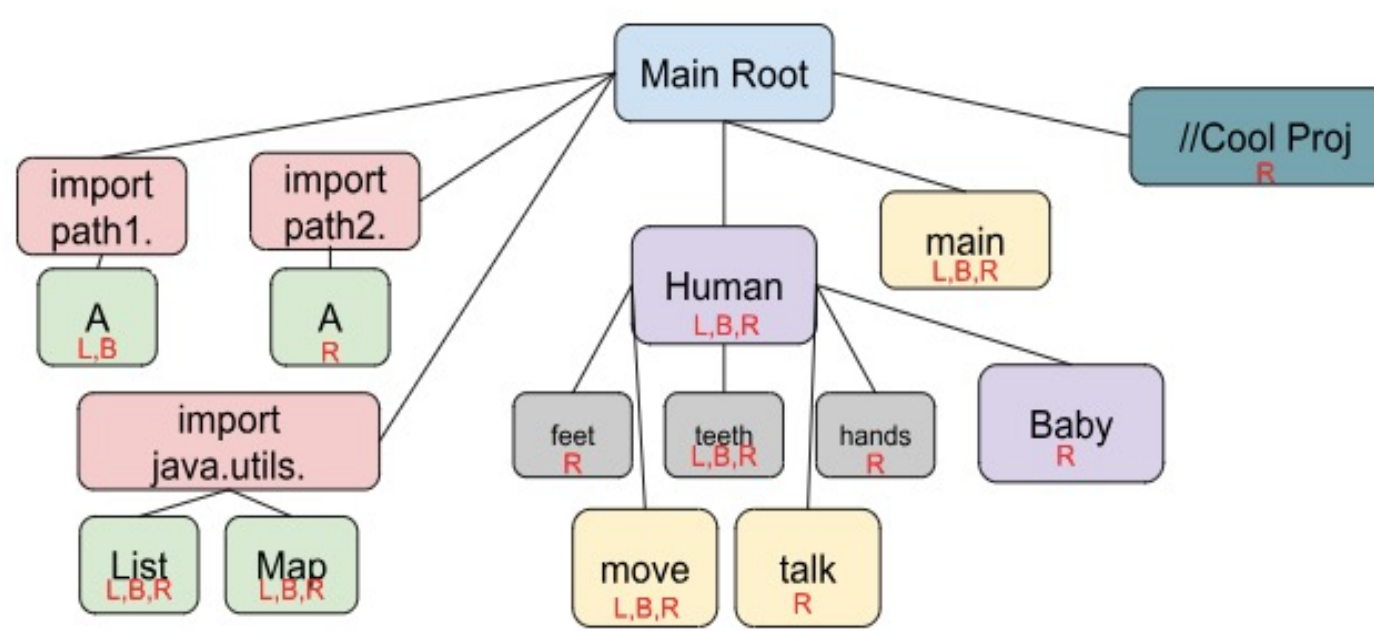 Main Root
//Cool Proj
R
import
path1.
import
path2.
main
L,B,R
Human
L,B,R
A
L,B
A
R
import
java.utils.
feet
R
teeth
L,B,R
hands
R
Baby
R
List
L,B,R
Map
L,B,R
move
L,B,R
talk
R